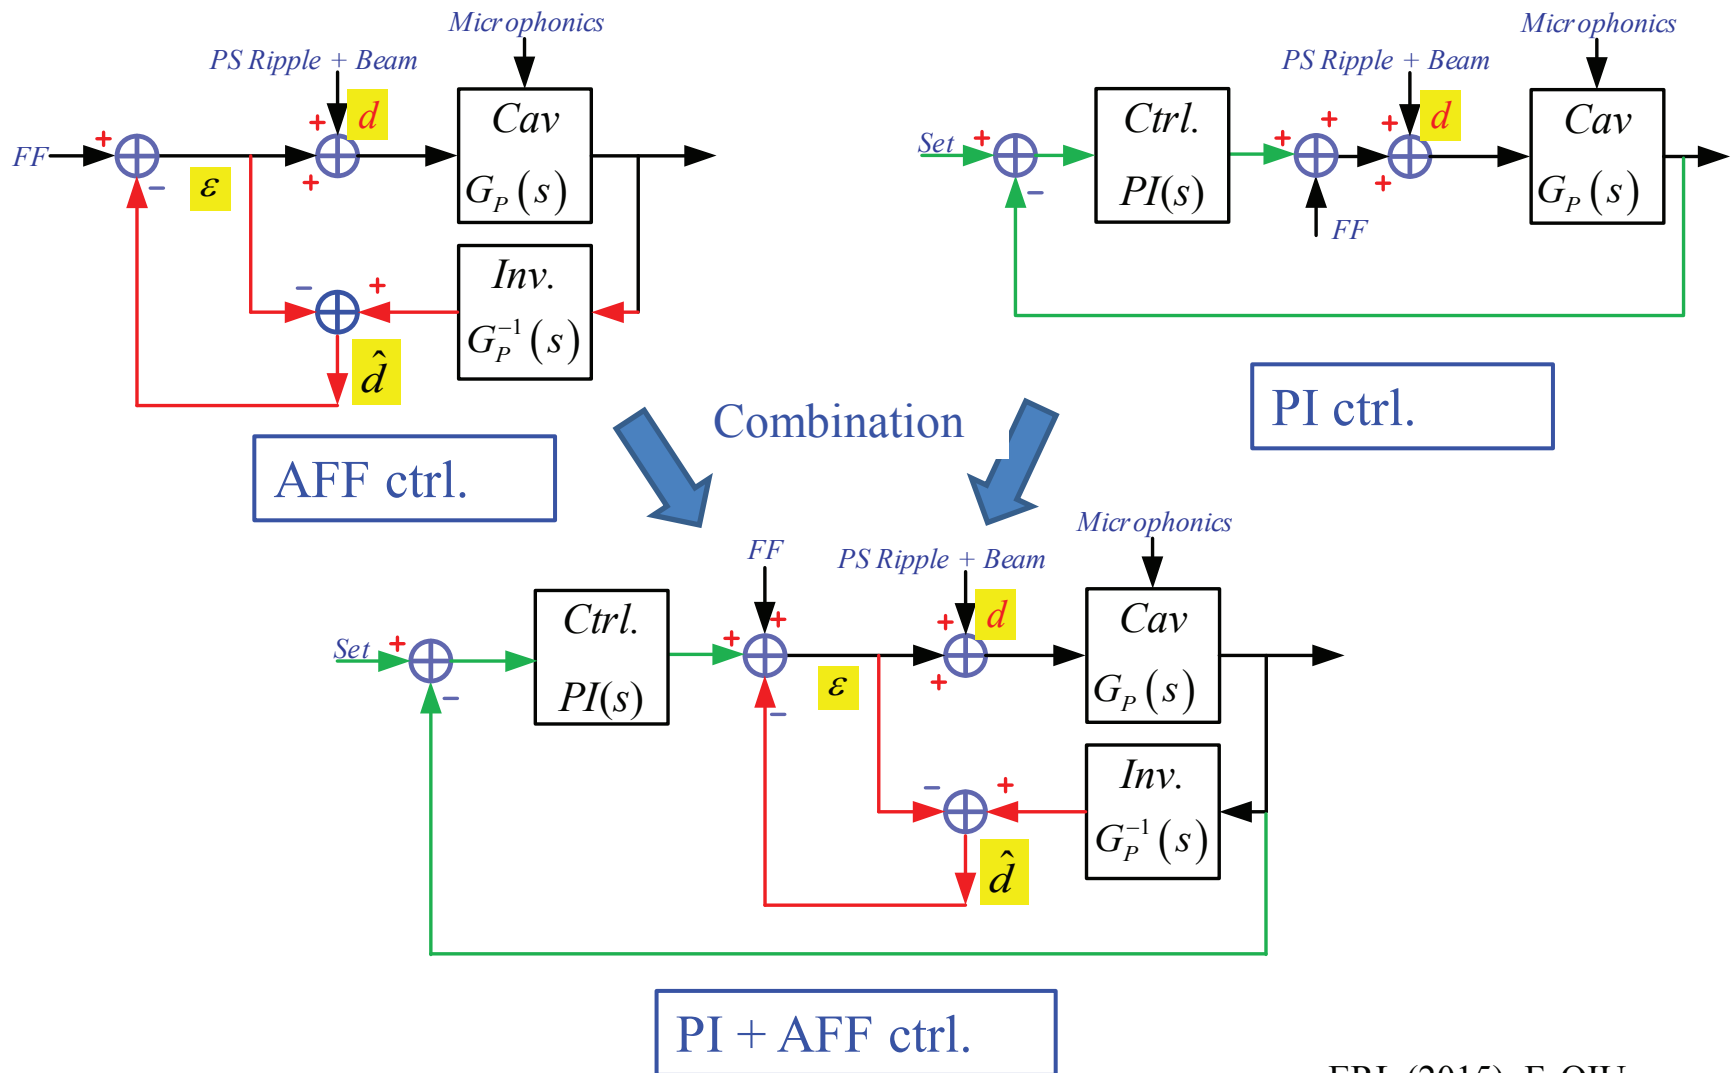 Microphonics
PS Ripple + Beam
d
Cav
G_P(s)
FF
ε
Inv.
G_P^{-1}(s)
d̂
AFF ctrl.
Microphonics
PS Ripple + Beam
d
Set
Ctrl.
PI(s)
Cav
G_P(s)
FF
PI ctrl.
Combination
Microphonics
FF
PS Ripple + Beam
d
Set
Ctrl.
PI(s)
Cav
G_P(s)
ε
Inv.
G_P^{-1}(s)
d̂
PI + AFF ctrl.
(2015)